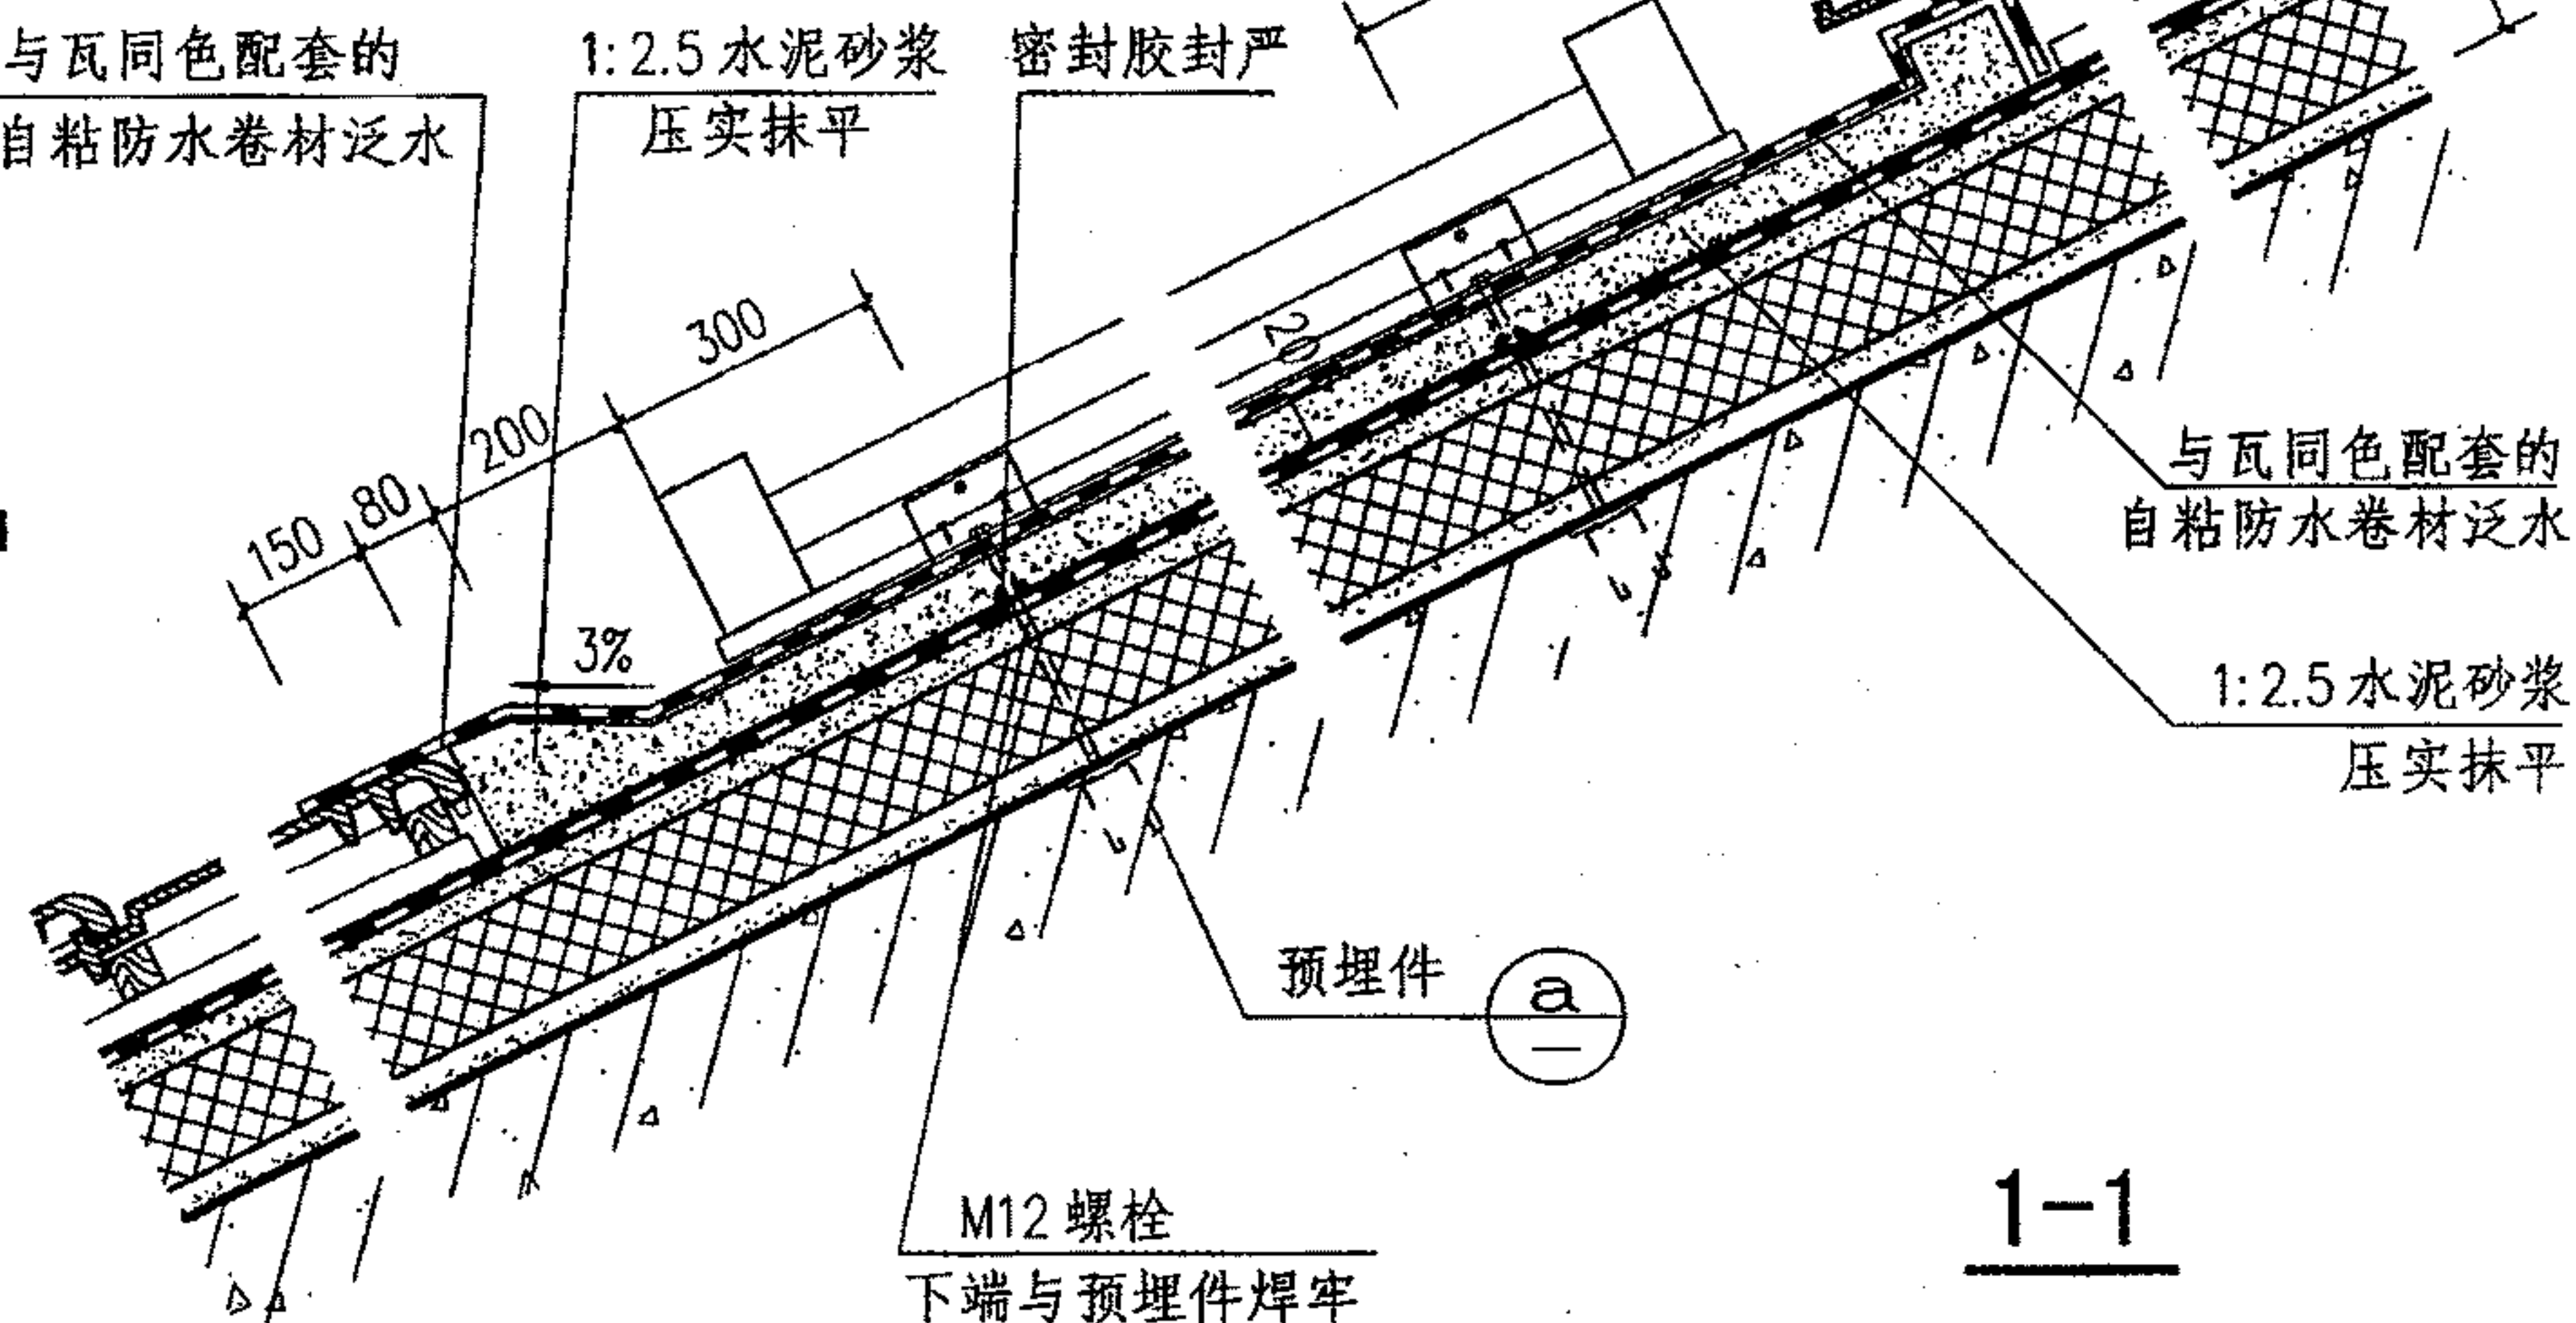 与瓦同色配套的
自粘防水卷材泛水
1:2.5水泥砂浆
压实抹平
密封胶封严
300
200
80
150
3%
20
与瓦同色配套的
自粘防水卷材泛水
1:2.5水泥砂浆
压实抹平
预埋件
a
—
M12螺栓
下端与预埋件焊牢
1-1